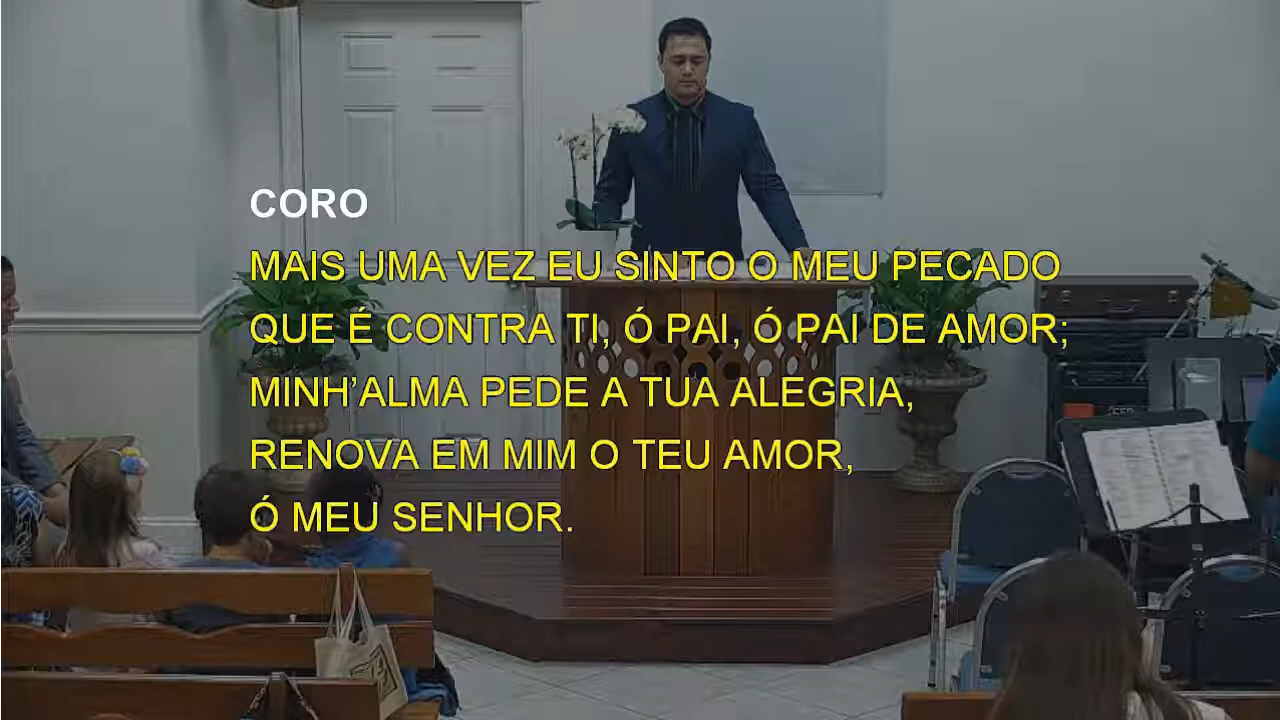 CORO
MAIS UMA VEZ EU SINTO O MEU PECADO
QUE É CONTRA TI, Ó PAI, Ó PAI DE AMOR;
MINH’ALMA PEDE A TUA ALEGRIA,
RENOVA EM MIM O TEU AMOR,
Ó MEU SENHOR.